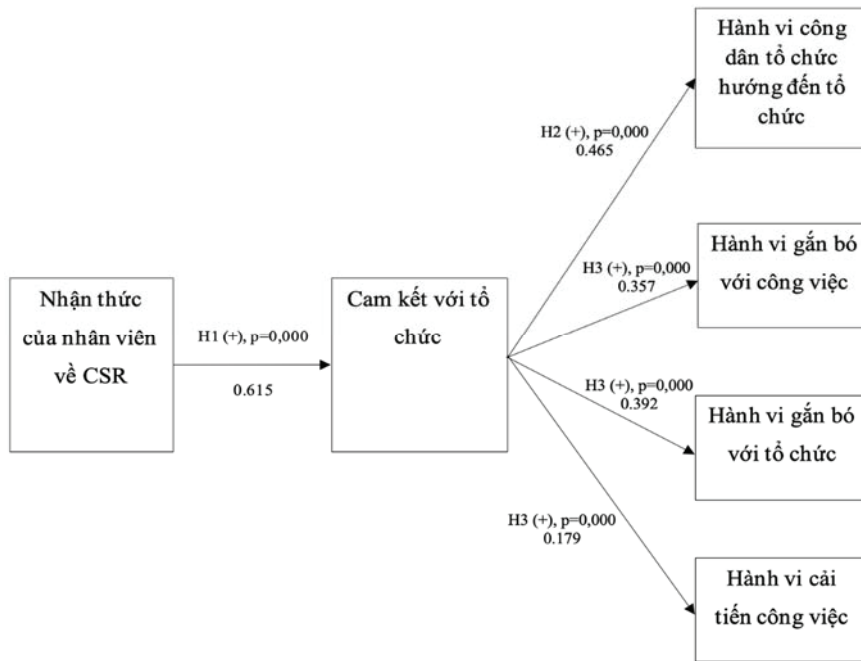 Hành vi công
dân tổ chức
hướng đến tổ
chức
H2 (+), p=0,000
0.465
Hành vi gắn bó
với công việc
H3 (+), p=0,000
0.357
Nhận thức
của nhân viên
về CSR
H1 (+), p=0,000
0.615
Cam kết với tổ
chức
H3 (+), p=0,000
0.392
Hành vi gắn bó
với tổ chức
H3 (+), p=0,000
0.179
Hành vi cải
tiến công việc